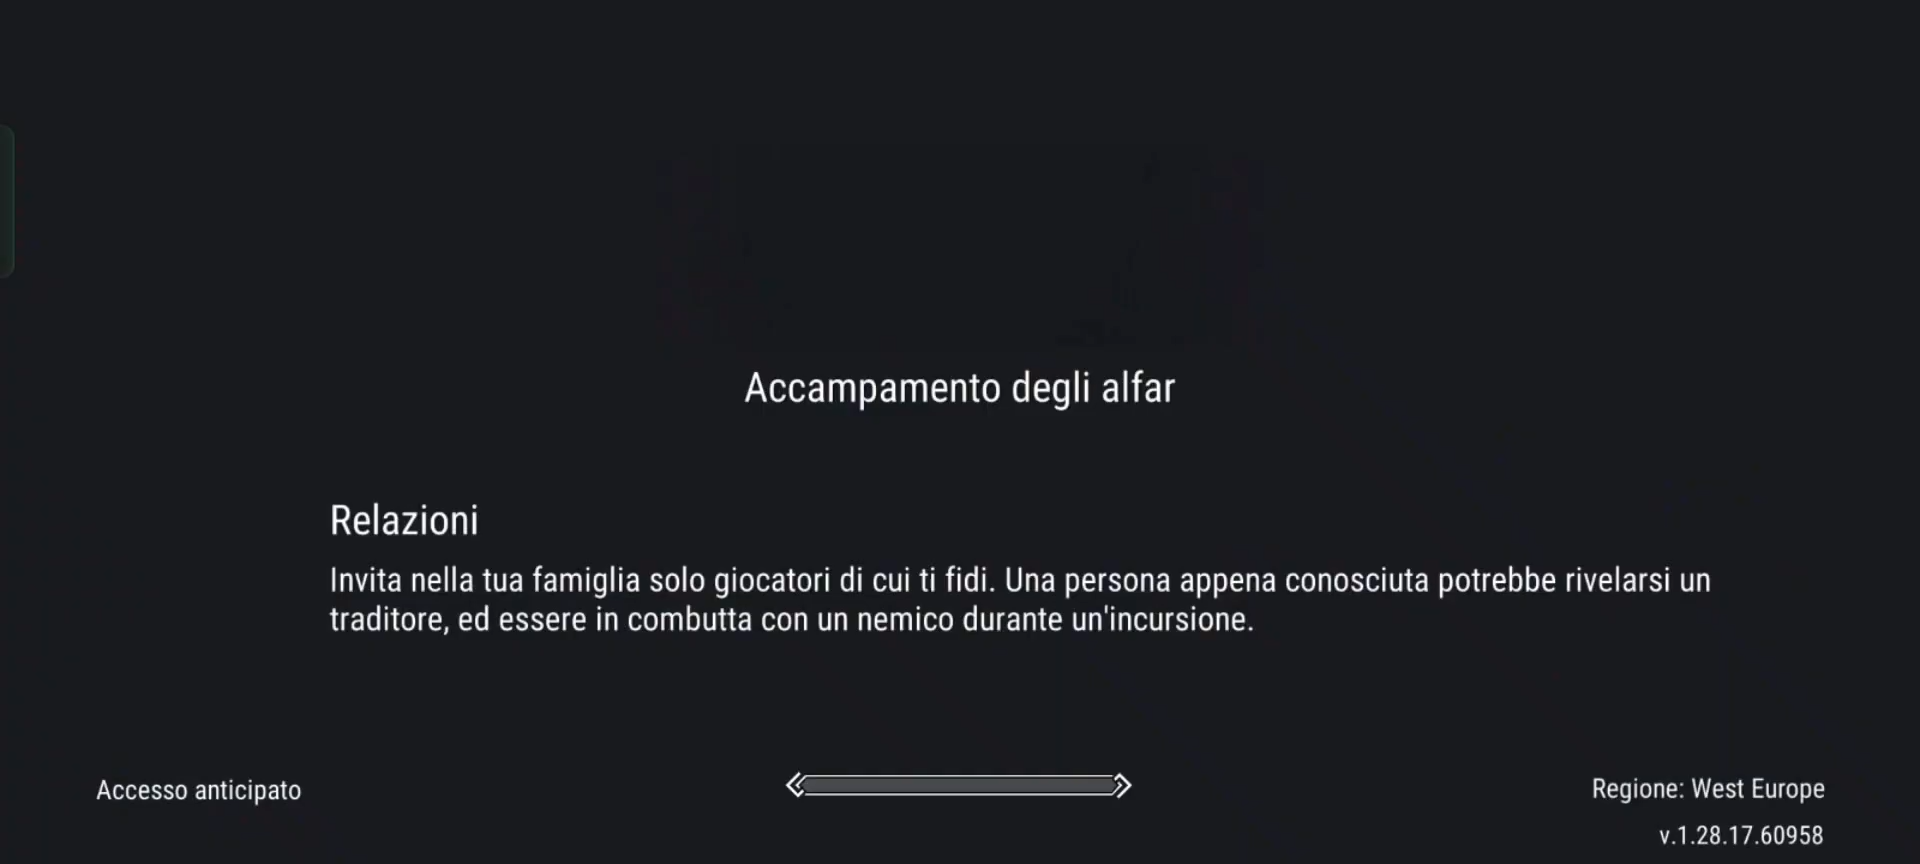 Accampamento degli alfar
Relazioni
Invita nella tua famiglia solo giocatori di cui ti fidi. Una persona appena conosciuta potrebbe rivelarsi un
traditore, ed essere in combutta con un nemico durante un'incursione.
Accesso anticipato
Regione: West Europe
v.1.28.17.60958